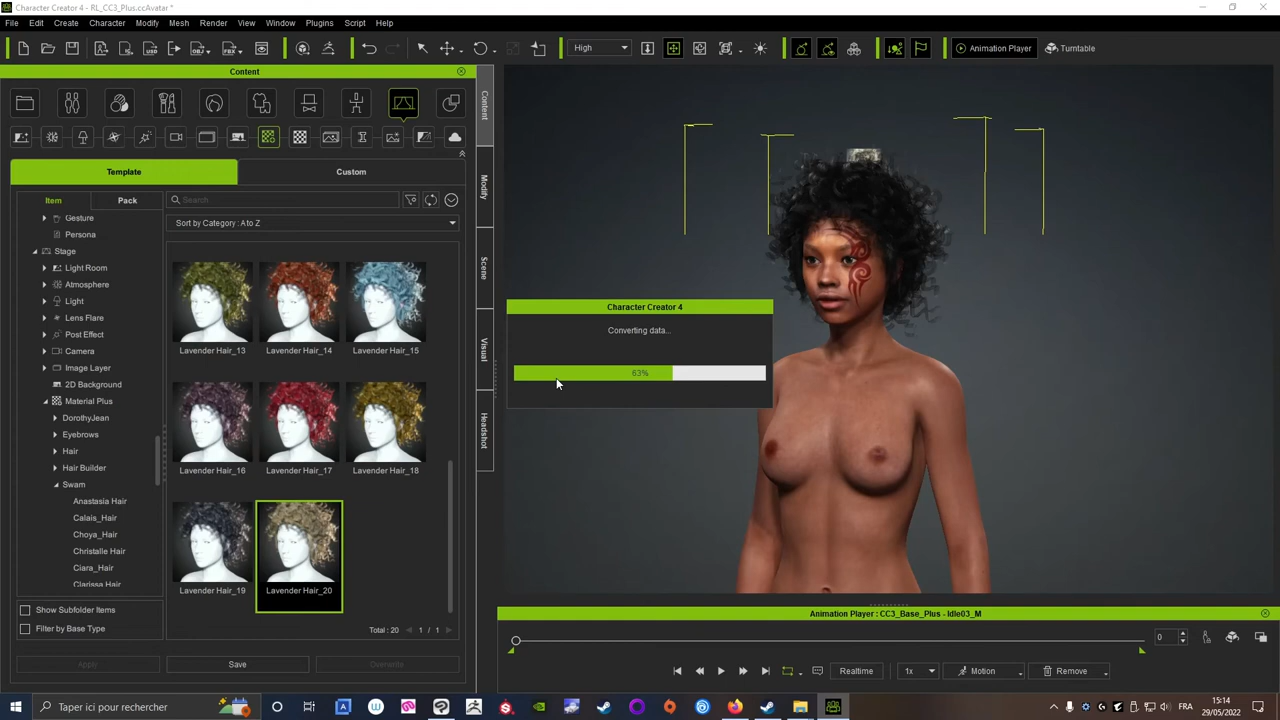 Character Creator 4 - RL_CC3_Plus.ccAvatar *
File Edit Create Character Modify Mesh Render View Window Plugins Script Help
High
Animation Player
Turntable
Content
Content
Modify
Scene
Visual
Headshot
Template
Custom
Item
Pack
Search
Sort by Category : A to Z
Gesture
Persona
Stage
Light Room
Atmosphere
Light
Lens Flare
Post Effect
Camera
Image Layer
2D Background
Material Plus
DorothyJean
Eyebrows
Hair
Hair Builder
Swam
Anastasia Hair
Calais_Hair
Choya_Hair
Christalle Hair
Ciara_Hair
Clarissa Hair
Lavender Hair_13
Lavender Hair_14
Lavender Hair_15
Lavender Hair_16
Lavender Hair_17
Lavender Hair_18
Lavender Hair_19
Lavender Hair_20
Show Subfolder Items
Filter by Base Type
Total : 20
1 / 1
Apply
Save
Overwrite
Character Creator 4
Converting data...
63%
Animation Player : CC3_Base_Plus - Idle03_M
0
Realtime
1x
Motion
Remove
Taper ici pour rechercher
FRA
15:14
29/05/2022